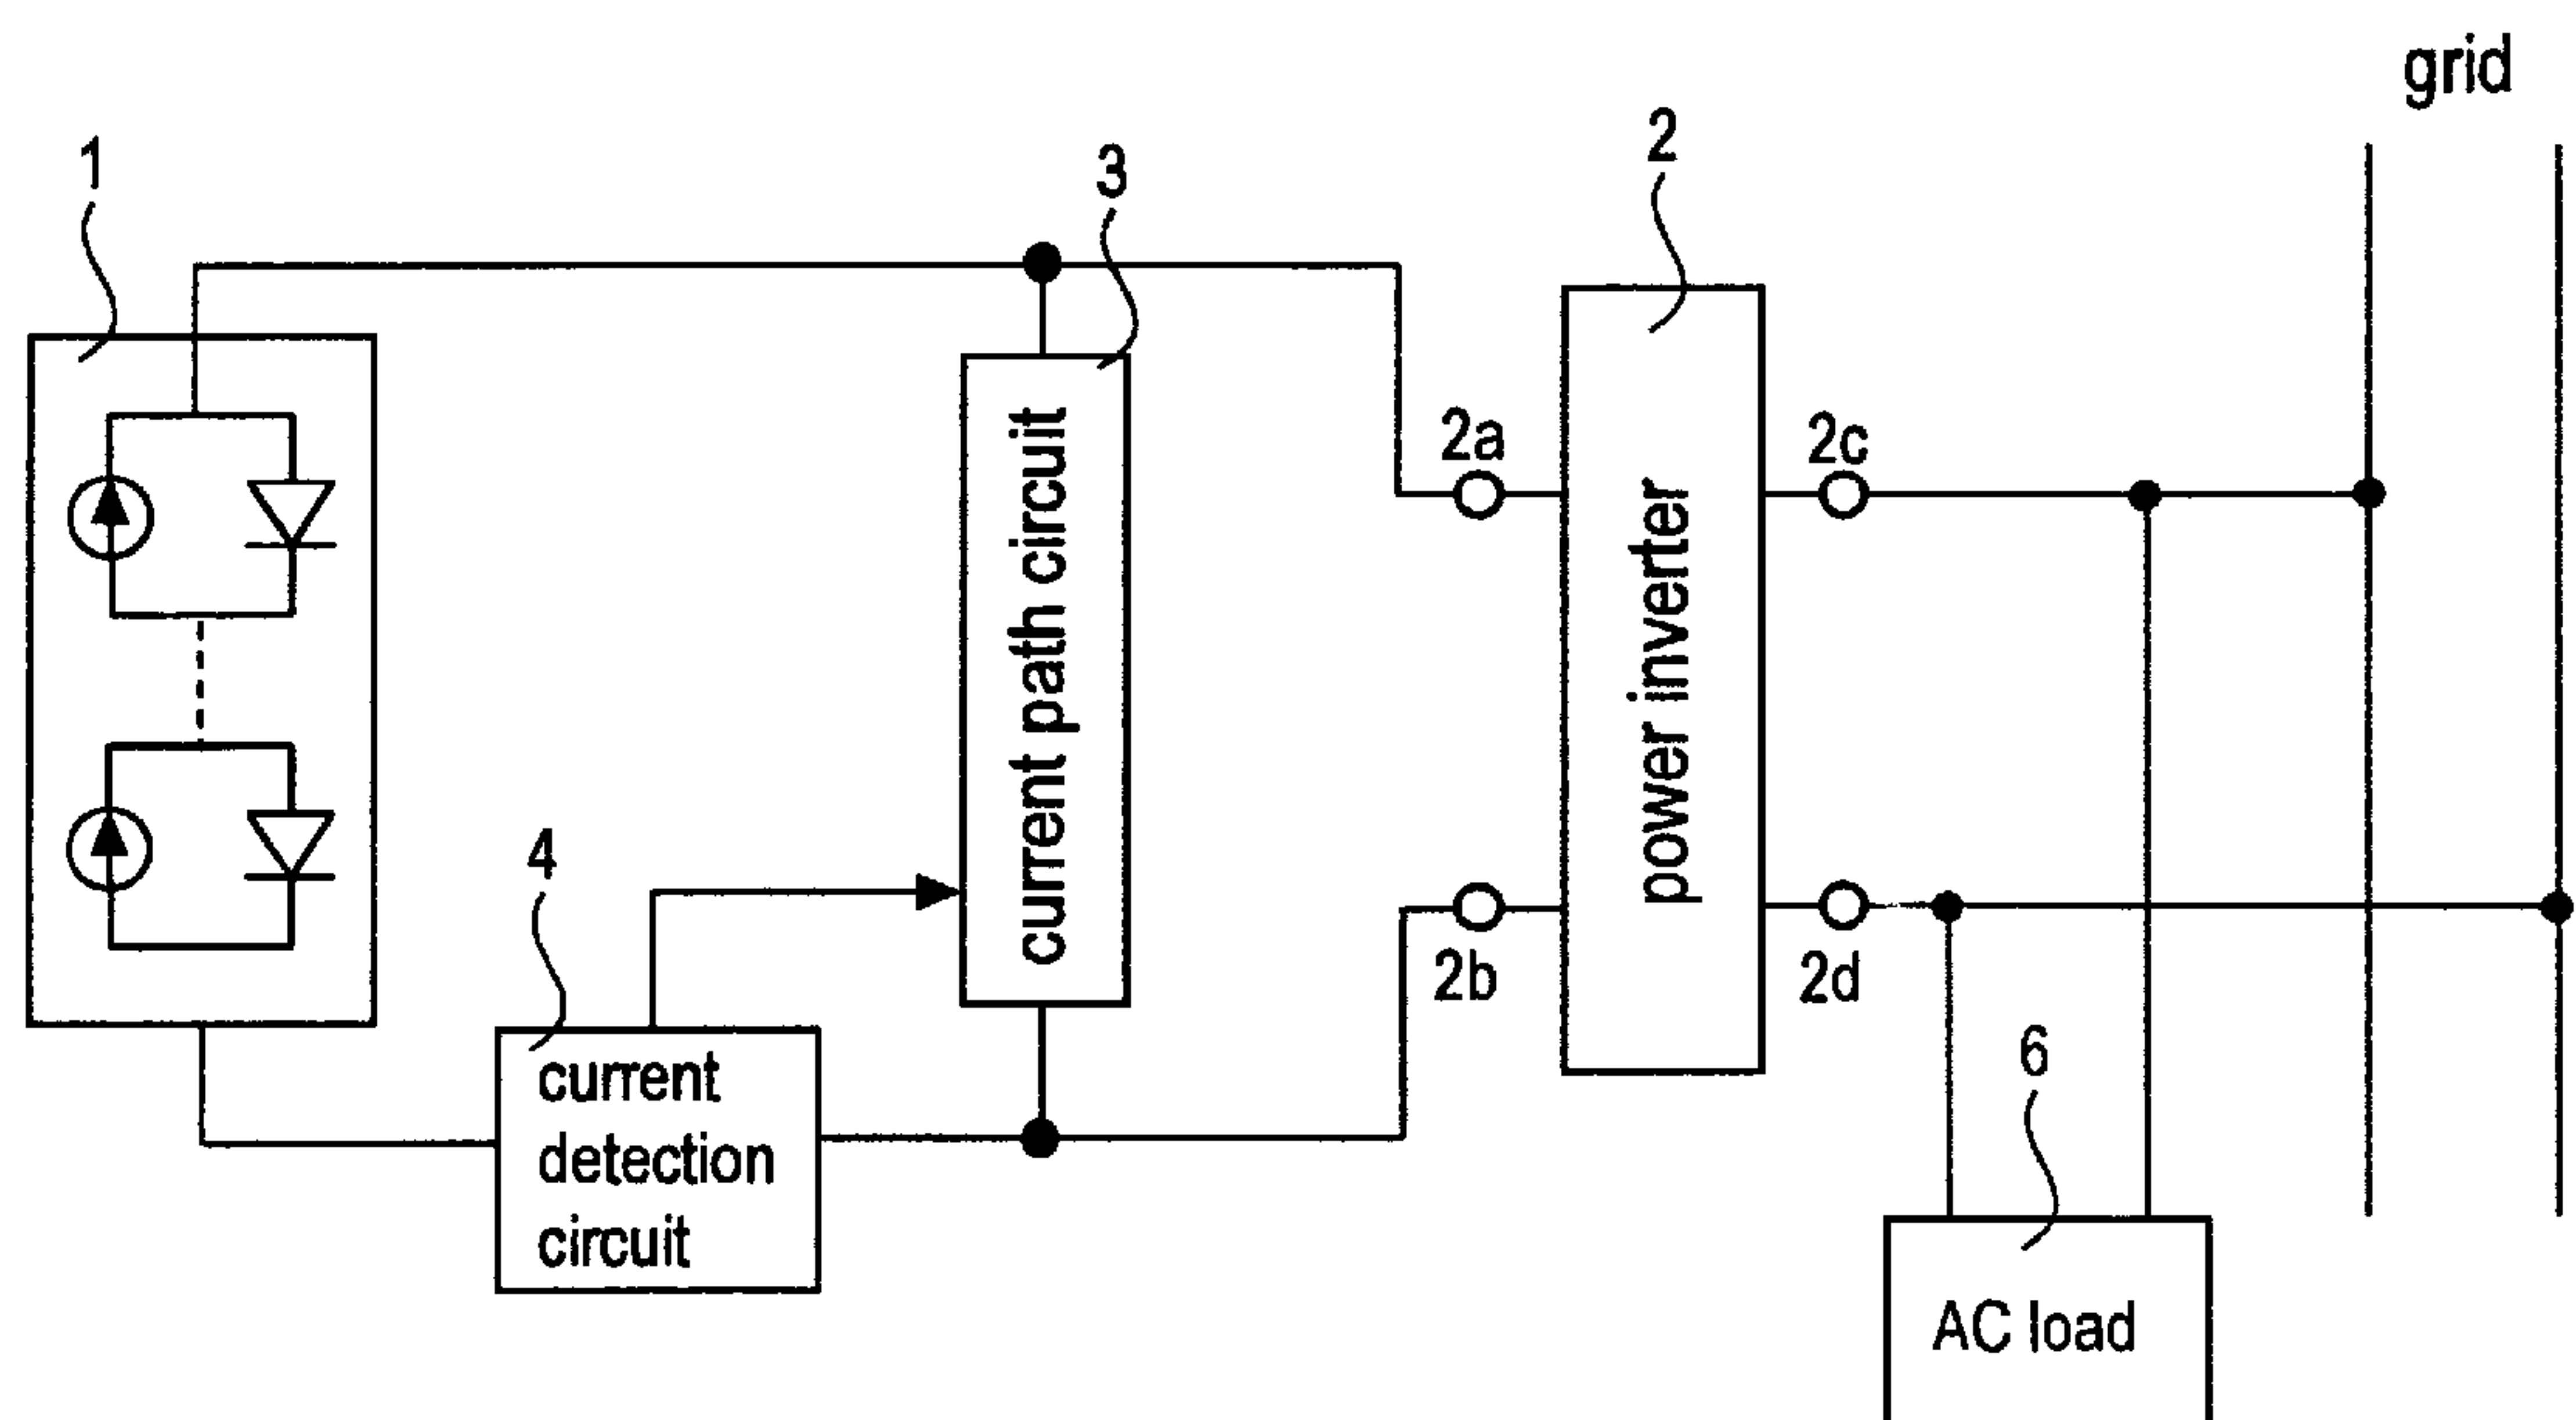 grid
1
3
2
2a
2c
current path circuit
power inverter
4
2b
2d
current
detection
circuit
6
AC load